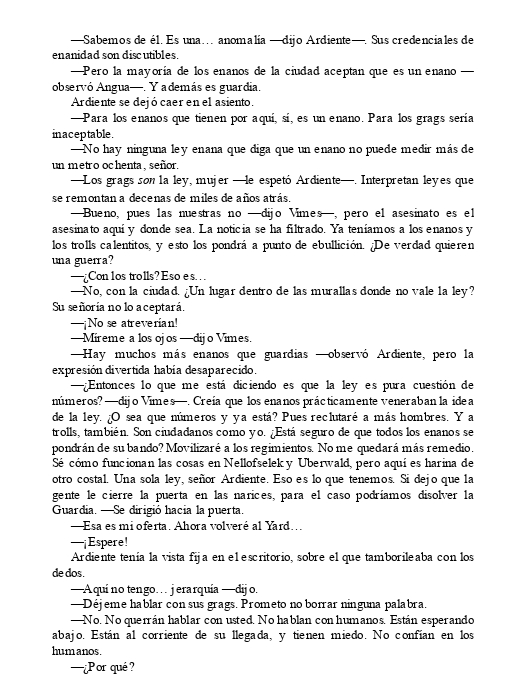 —Sabemos de él. Es una… anomalía —dijo Ardiente—. Sus credenciales de
enanidad son discutibles.
—Pero la mayoría de los enanos de la ciudad aceptan que es un enano —
observó Angua—. Y además es guardia.
Ardiente se dejó caer en el asiento.
—Para los enanos que tienen por aquí, sí, es un enano. Para los grags sería
inaceptable.
—No hay ninguna ley enana que diga que un enano no puede medir más de
un metro ochenta, señor.
—Los grags son la ley, mujer —le espetó Ardiente—. Interpretan leyes que
se remontan a decenas de miles de años atrás.
—Bueno, pues las nuestras no —dijo Vimes—, pero el asesinato es el
asesinato aquí y donde sea. La noticia se ha filtrado. Ya teníamos a los enanos y
los trolls calentitos, y esto los pondrá a punto de ebullición. ¿De verdad quieren
una guerra?
—¿Con los trolls? Eso es…
—No, con la ciudad. ¿Un lugar dentro de las murallas donde no vale la ley?
Su señoría no lo aceptará.
—¡No se atreverían!
—Míreme a los ojos —dijo Vimes.
—Hay muchos más enanos que guardias —observó Ardiente, pero la
expresión divertida había desaparecido.
—¿Entonces lo que me está diciendo es que la ley es pura cuestión de
números? —dijo Vimes—. Creía que los enanos prácticamente veneraban la idea
de la ley. ¿O sea que números y ya está? Pues reclutaré a más hombres. Y a
trolls, también. Son ciudadanos como yo. ¿Está seguro de que todos los enanos se
pondrán de su bando? Movilizaré a los regimientos. No me quedará más remedio.
Sé cómo funcionan las cosas en Nellofselek y Uberwald, pero aquí es harina de
otro costal. Una sola ley, señor Ardiente. Eso es lo que tenemos. Si dejo que la
gente le cierre la puerta en las narices, para el caso podríamos disolver la
Guardia. —Se dirigió hacia la puerta.
—Esa es mi oferta. Ahora volveré al Yard…
—¡Espere!
Ardiente tenía la vista fija en el escritorio, sobre el que tamborileaba con los
dedos.
—Aquí no tengo… jerarquía —dijo.
—Déjeme hablar con sus grags. Prometo no borrar ninguna palabra.
—No. No querrán hablar con usted. No hablan con humanos. Están esperando
abajo. Están al corriente de su llegada, y tienen miedo. No confían en los
humanos.
—¿Por qué?